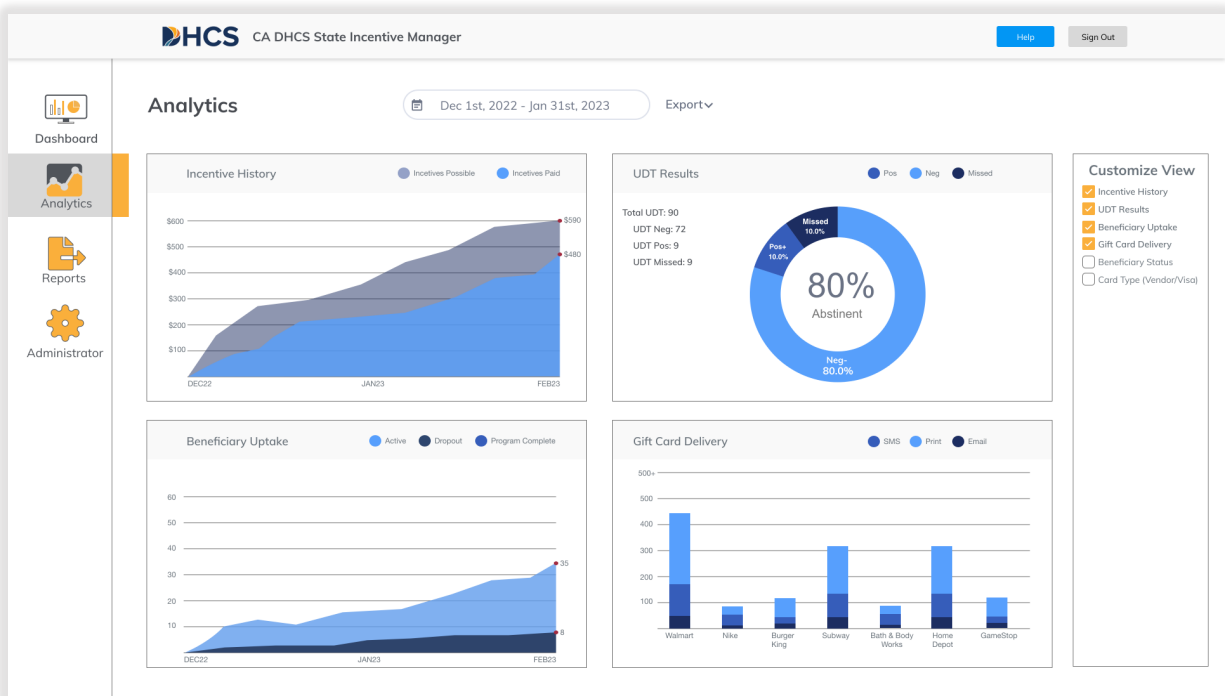 DHCS CA DHCS State Incentive Manager
Help
Sign Out
Dashboard
Analytics
Reports
Administrator
Analytics
Dec 1st, 2022 - Jan 31st, 2023
Export
Incentive History
Incetives Possible
Incetives Paid
$600
$500
$400
$300
$200
$100
$590
$480
DEC22
JAN23
FEB23
UDT Results
Pos
Neg
Missed
Total UDT: 90
UDT Neg: 72
UDT Pos: 9
UDT Missed: 9
Missed
10.0%
Pos+
10.0%
80%
Abstinent
Neg-
80.0%
Customize View
Incentive History
UDT Results
Beneficiary Uptake
Gift Card Delivery
Beneficiary Status
Card Type (Vendor/Visa)
Beneficiary Uptake
Active
Dropout
Program Complete
60
50
40
30
20
10
35
8
DEC22
JAN23
FEB23
Gift Card Delivery
SMS
Print
Email
500+
500
400
300
200
100
Walmart
Nike
Burger
King
Subway
Bath & Body
Works
Home
Depot
GameStop